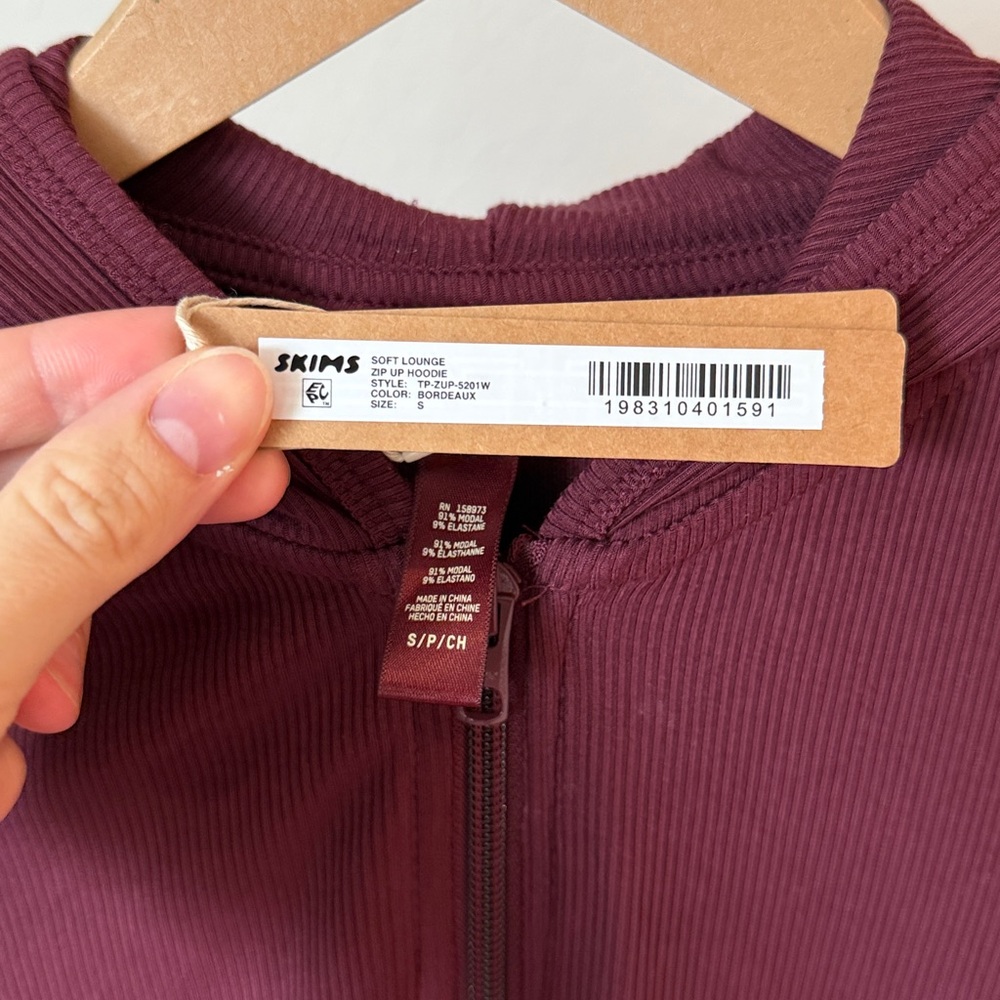 SKIMS
SOFT LOUNGE
ZIP UP HOODIE
STYLE: TP-ZUP-5201W
COLOR: BORDEAUX
SIZE: S
198310401591
RN 158973
91% MODAL
9% ELASTANE
91% MODAL
9% ÉLASTHANNE
91% MODAL
9% ELASTANO
MADE IN CHINA
FABRIQUÉ EN CHINE
HECHO EN CHINA
S/P/CH